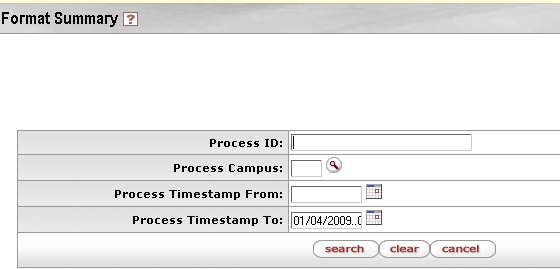 Format Summary ?
Process ID:
Process Campus:
Process Timestamp From:
Process Timestamp To: 01/04/2009..0
search clear cancel